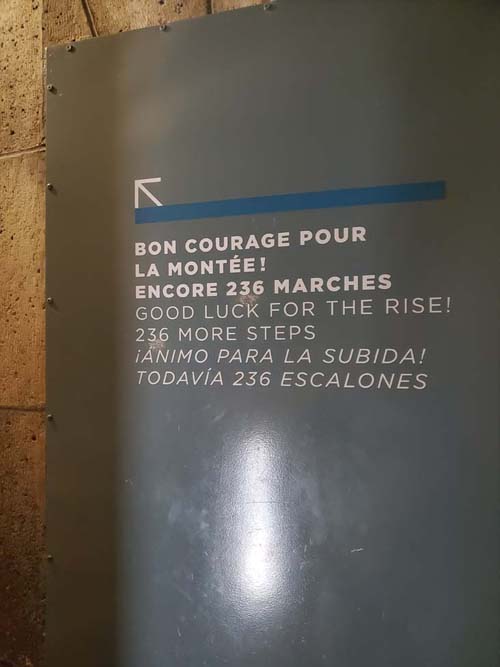 BON COURAGE POUR
LA MONTÉE!
ENCORE 236 MARCHES
GOOD LUCK FOR THE RISE!
236 MORE STEPS
¡ANIMO PARA LA SUBIDA!
TODAVÍA 236 ESCALONES